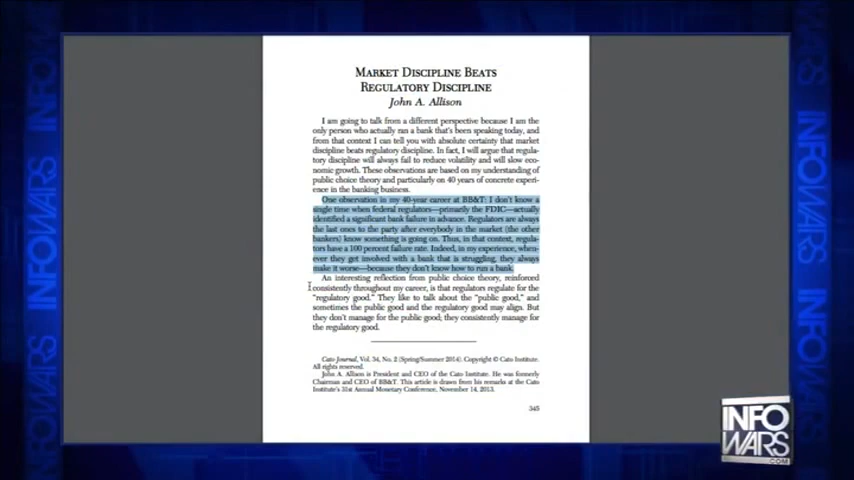 MARKET DISCIPLINE BEATS
REGULATORY DISCIPLINE
John A. Allison
I am going to talk from a different perspective because I am the
only person who actually ran a bank that's been speaking today, and
from that context I can tell you with absolute certainty that market
discipline beats regulatory discipline. In fact, I will argue that regula-
tory discipline will always fail to reduce volatility and will slow eco-
nomic growth. These observations are based on my understanding of
public choice theory and particularly on 40 years of concrete experi-
ence in the banking business.
One observation in my 40-year career at BB&T: I don't know a
single time when federal regulators—primarily the FDIC—actually
identified a significant bank failure in advance. Regulators are always
the last ones to the party after everybody in the market (the other
bankers) know something is going on. Thus, in that context, regula-
tors have a 100 percent failure rate. Indeed, in my experience, when-
ever they get involved with a bank that is struggling, they always
make it worse—because they don't know how to run a bank.
An interesting reflection from public choice theory, reinforced
consistently throughout my career, is that regulators regulate for the
"regulatory good." They like to talk about the "public good," and
sometimes the public good and the regulatory good may align. But
they don't manage for the public good; they consistently manage for
the regulatory good.
Cato Journal, Vol. 34, No. 2 (Spring/Summer 2014). Copyright © Cato Institute.
All rights reserved.
John A. Allison is President and CEO of the Cato Institute. He was formerly
Chairman and CEO of BB&T. This article is drawn from his remarks at the Cato
Institute's 31st Annual Monetary Conference, November 14, 2013.
345
INFOWARS
INFOWARS
INFOWARS
INFO
WARS
.COM